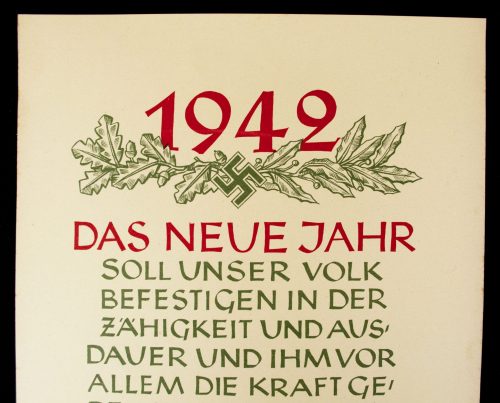 1942
DAS NEUE JAHR
SOLL UNSER VOLK
BEFESTIGEN IN DER
ZÄHIGKEIT UND AUS-
DAUER UND IHM VOR
ALLEM DIE KRAFT GE-